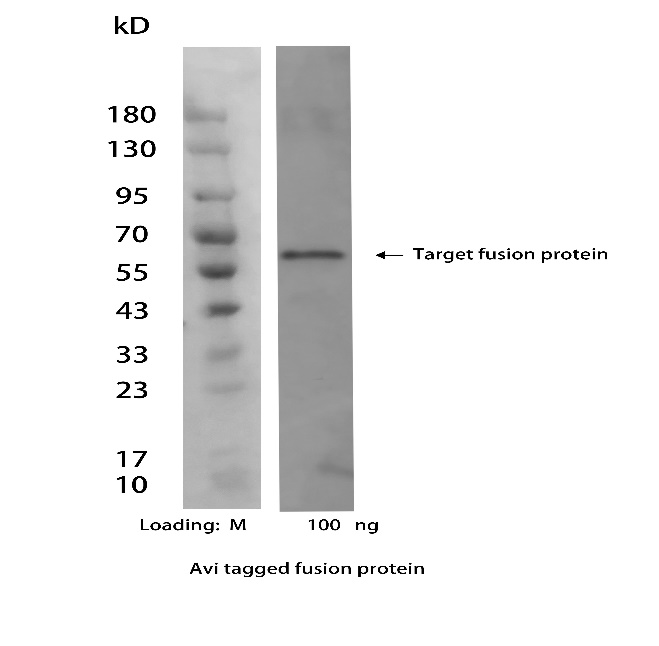 kD
180
130
95
70
Target fusion protein
55
43
33
23
17
10
Loading: M 100 ng
Avi tagged fusion protein